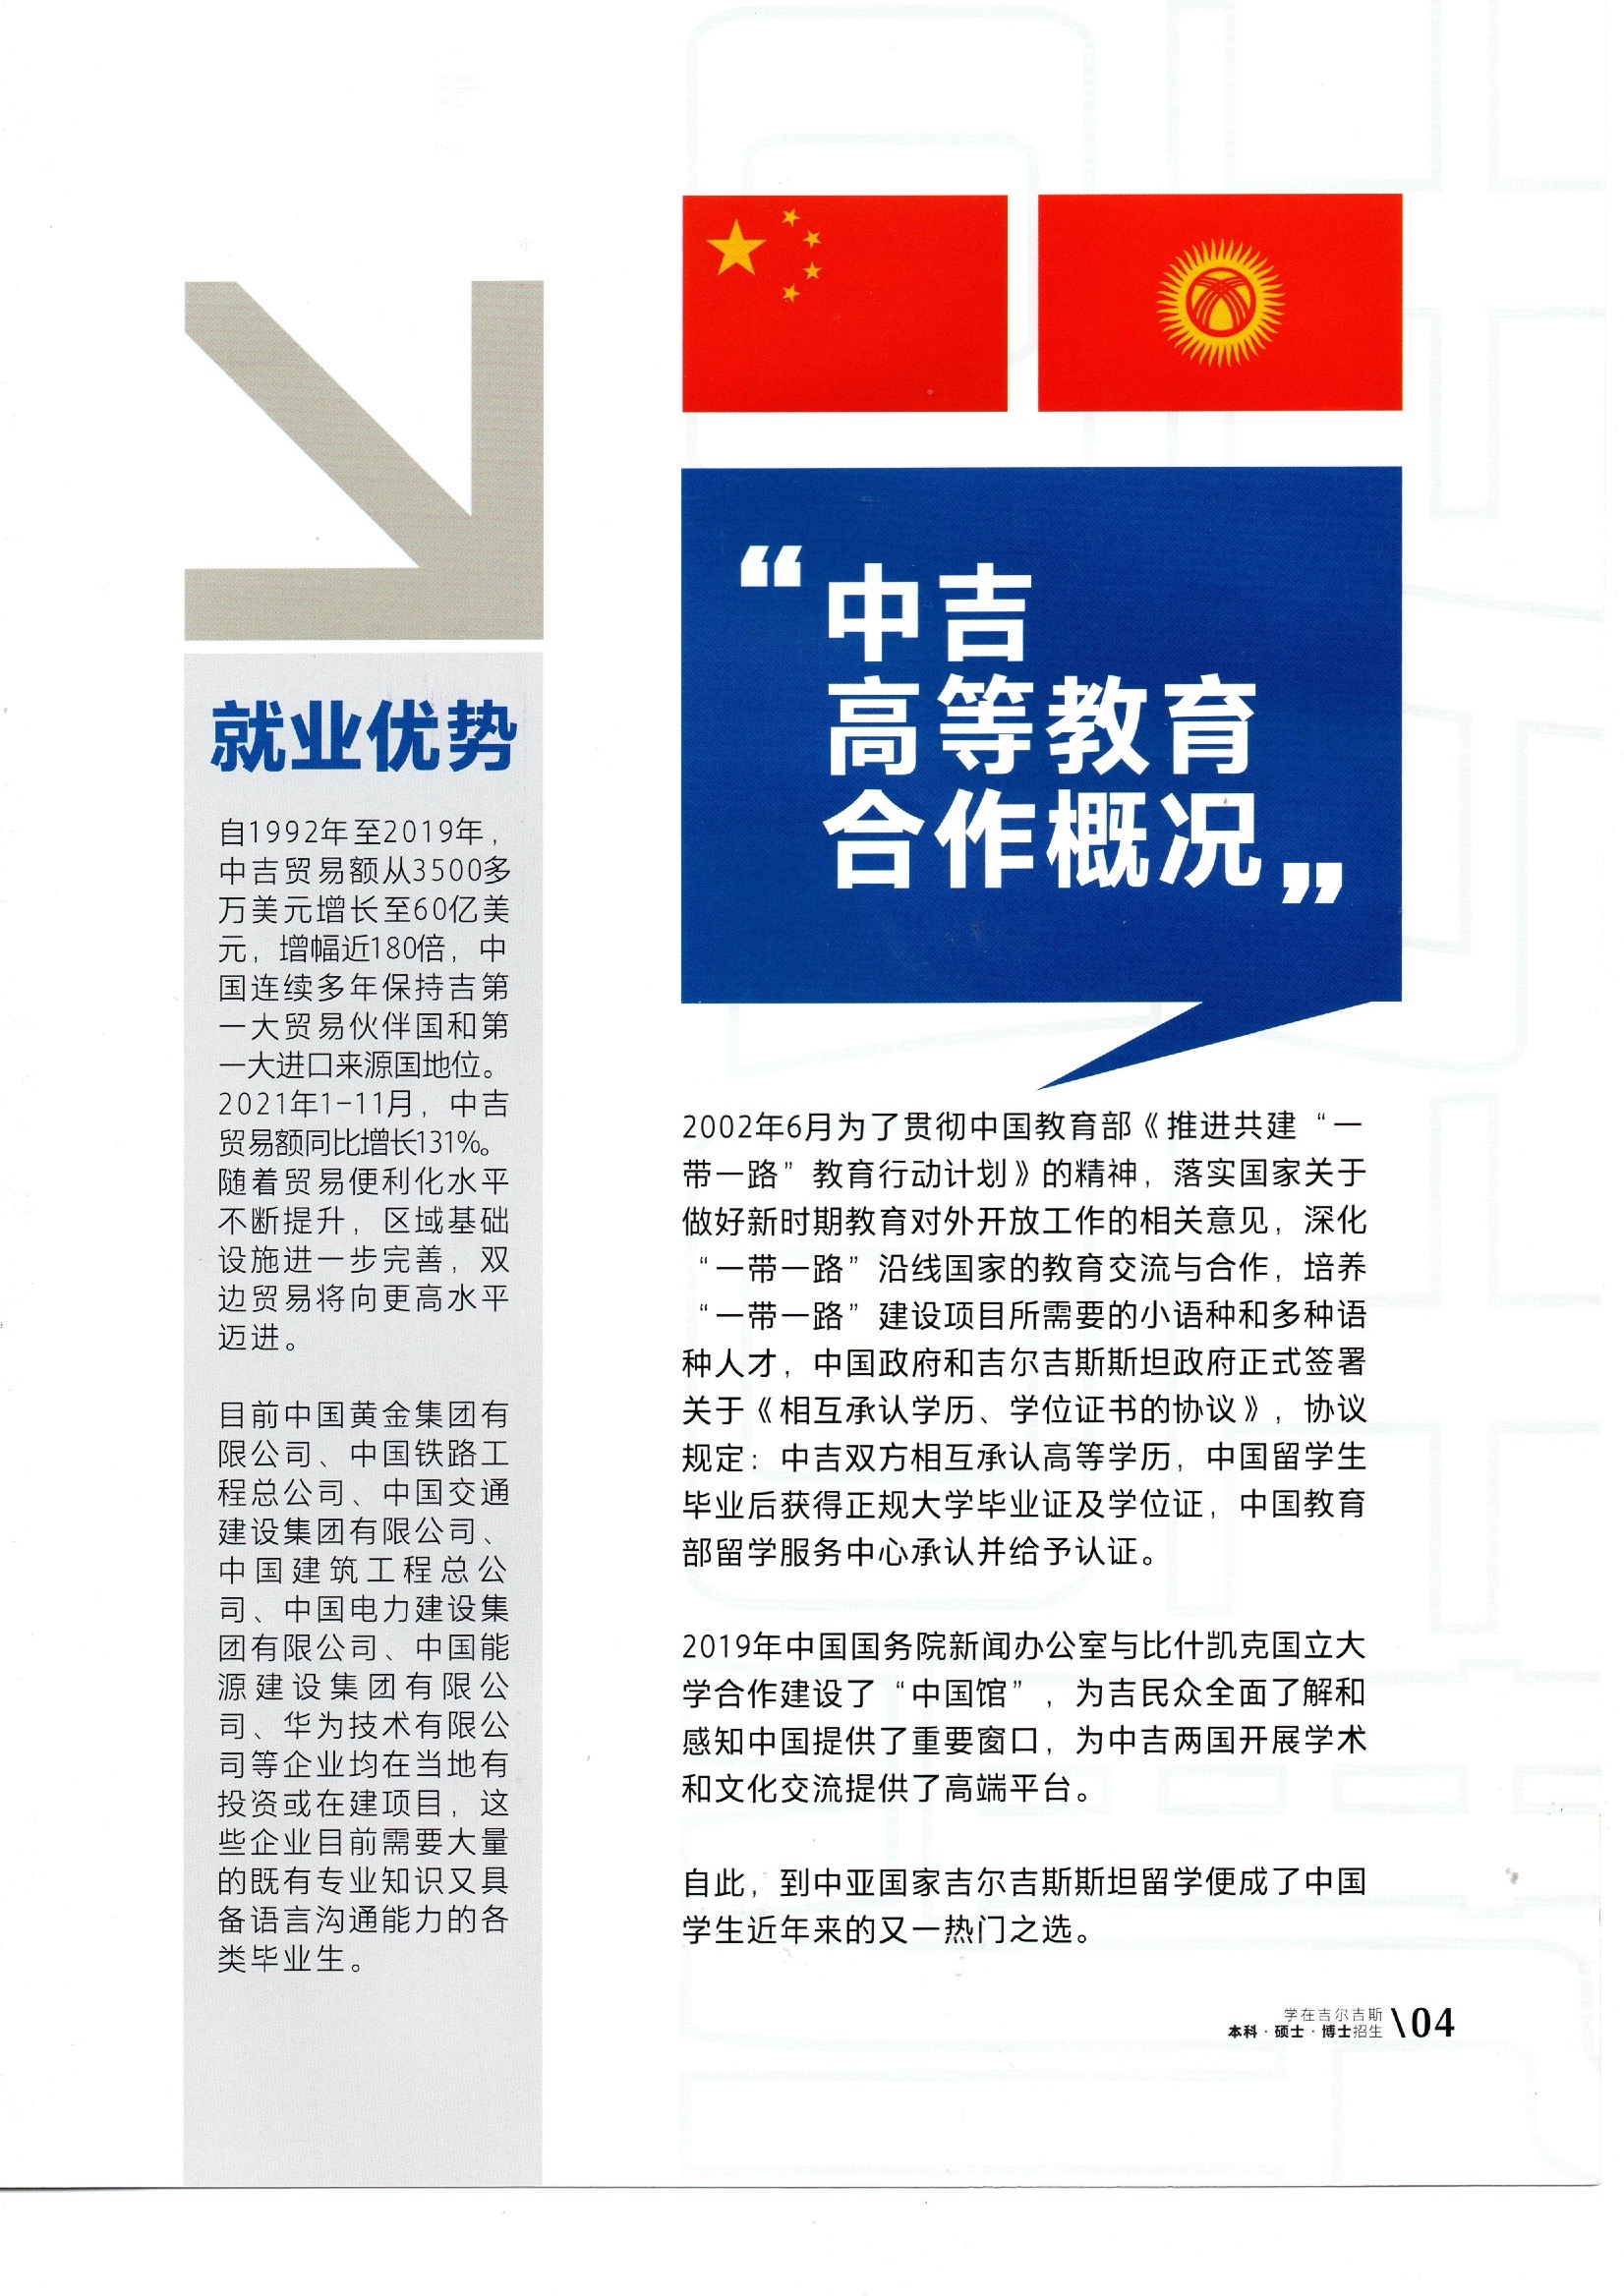 就业优势
自1992年至2019年，
中吉贸易额从3500多
万美元增长至60亿美
元，增幅近180倍，中
国连续多年保持吉第
一大贸易伙伴国和第
一大进口来源国地位。
2021年1-11月，中吉
贸易额同比增长131%。
随着贸易便利化水平
不断提升，区域基础
设施进一步完善，双
边贸易将向更高水平
迈进。
目前中国黄金集团有
限公司、中国铁路工
程总公司、中国交通
建设集团有限公司、
中国建筑工程总公
司、中国电力建设集
团有限公司、中国能
源建设集团有限公
司、华为技术有限公
司等企业均在当地有
投资或在建项目，这
些企业目前需要大量
的既有专业知识又具
备语言沟通能力的各
类毕业生。
“中吉
高等教育
合作概况”
2002年6月为了贯彻中国教育部《推进共建“一
带一路”教育行动计划》的精神，落实国家关于
做好新时期教育对外开放工作的相关意见，深化
“一带一路”沿线国家的教育交流与合作，培养
“一带一路”建设项目所需要的小语种和多种语
种人才，中国政府和吉尔吉斯斯坦政府正式签署
关于《相互承认学历、学位证书的协议》，协议
规定：中吉双方相互承认高等学历，中国留学生
毕业后获得正规大学毕业证及学位证，中国教育
部留学服务中心承认并给予认证。
2019年中国国务院新闻办公室与比什凯克国立大
学合作建设了“中国馆”，为吉民众全面了解和
感知中国提供了重要窗口，为中吉两国开展学术
和文化交流提供了高端平台。
自此，到中亚国家吉尔吉斯斯坦留学便成了中国
学生近年来的又一热门之选。
学在吉尔吉斯
本科·硕士·博士招生 \04